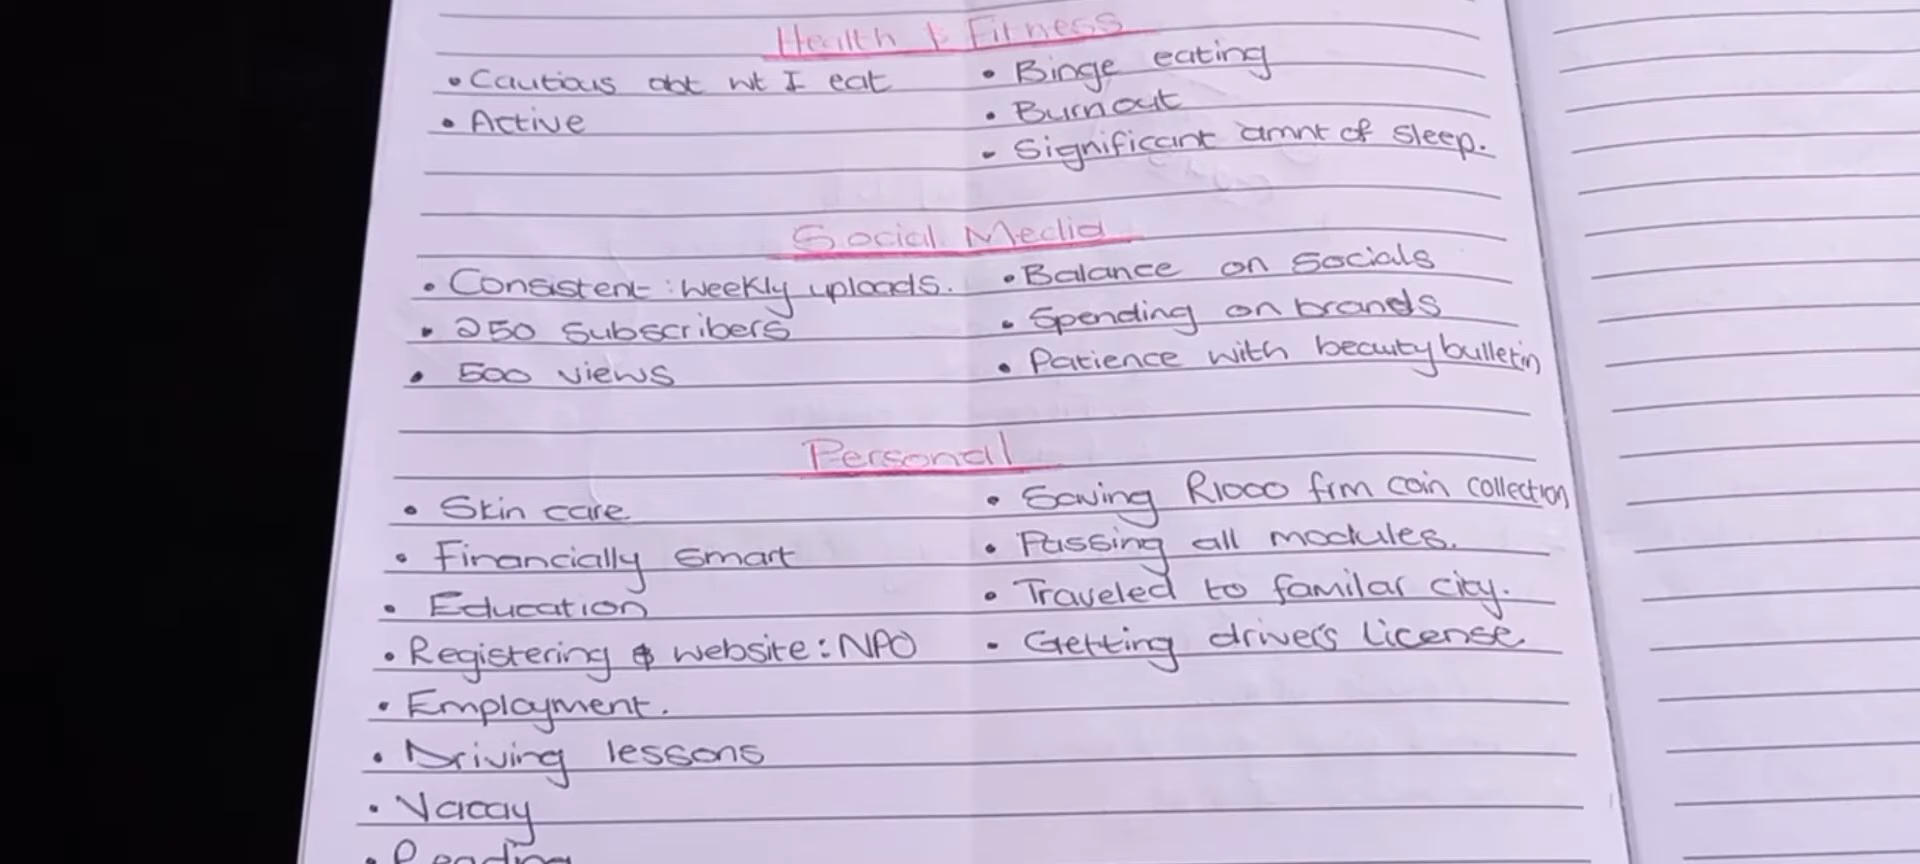 Health & Fitness
• Cautious abt wt I eat
• Active
• Binge eating
• Burnout
- Significant amnt of sleep.
Social Media
• Consistent : weekly uploads.
• 250 Subscribers
• 500 views
• Balance on socials
• Spending on brands
• Patience with beautybulletin
Personal
• Skin care
• Financially smart
• Education
• Registering & website : NPO
• Employment.
• Driving lessons
• Vacay
• Reading
• Saving R1000 frm coin collection
• Passing all modules.
• Traveled to familar city.
• Getting driver's license.